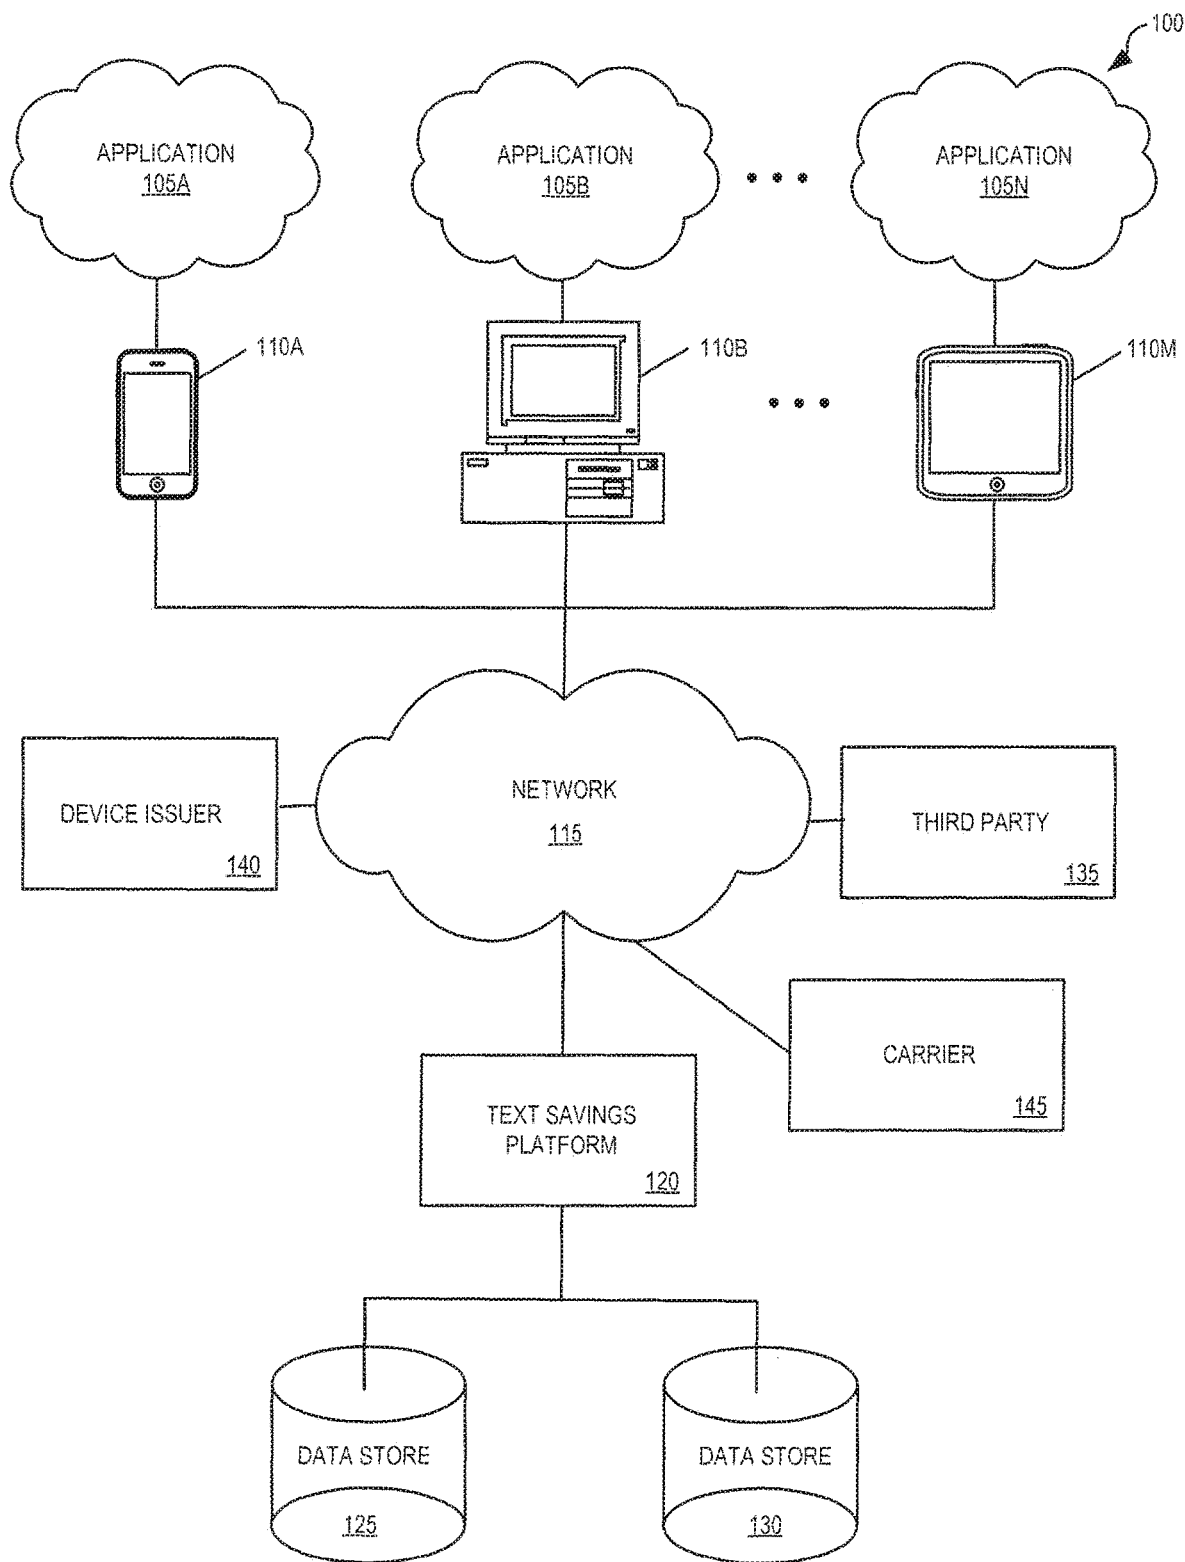 100
APPLICATION
105A
APPLICATION
105B
APPLICATION
105N
110A
110B
110M
NETWORK
115
DEVICE ISSUER
140
THIRD PARTY
135
CARRIER
145
TEXT SAVINGS
PLATFORM
120
DATA STORE
125
DATA STORE
130